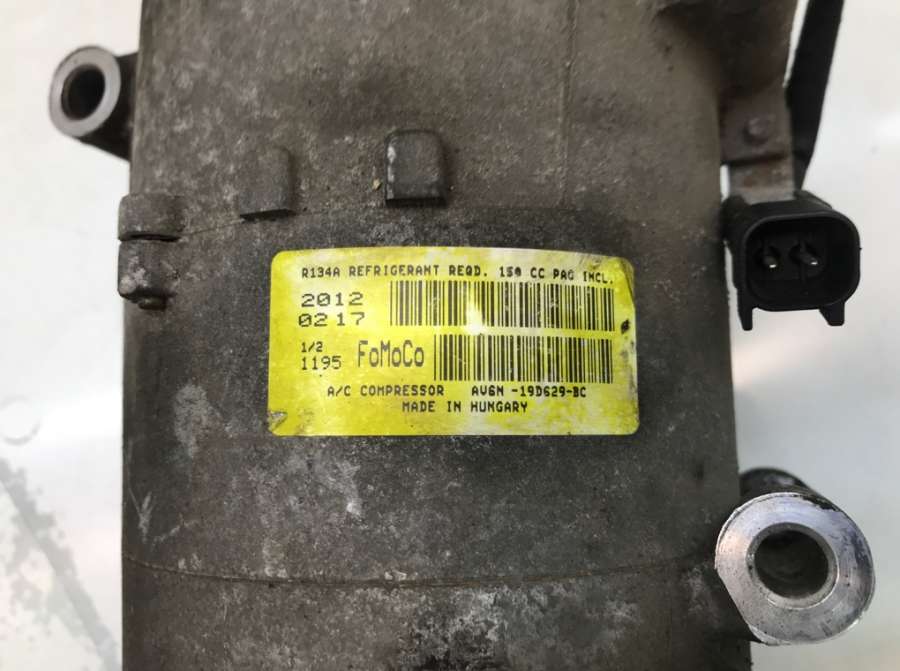 R134A REFRIGERANT REQD. 150 CC PAG INCL.
2012
0217
1/2
1195 FoMoCo
A/C COMPRESSOR AV6N -19D629-BC
MADE IN HUNGARY